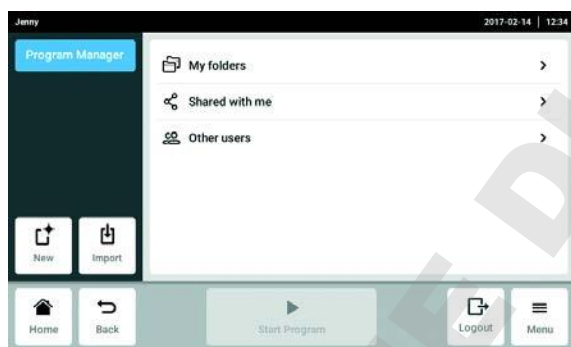 Jenny 2017-02-14 | 12:34
Program Manager
My folders
Shared with me
Other users
New Import
Home Back Start Program Logout Menu